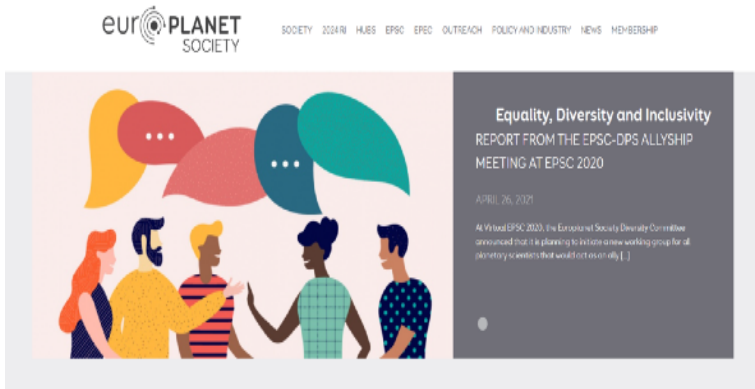 europlanet
SOCIETY
SOCIETY 2024 RI HUBS EPSC EPEC OUTREACH POLICY AND INDUSTRY NEWS MEMBERSHIP
Equality, Diversity and Inclusivity
REPORT FROM THE EPSC-DPS ALLYSHIP
MEETING AT EPSC 2020
APRIL 26, 2021
At Virtual EPSC 2020, the Europlanet Society Diversity Committee
announced that it is planning to initiate a new working group for all
planetary scientists that would act as an ally [...]